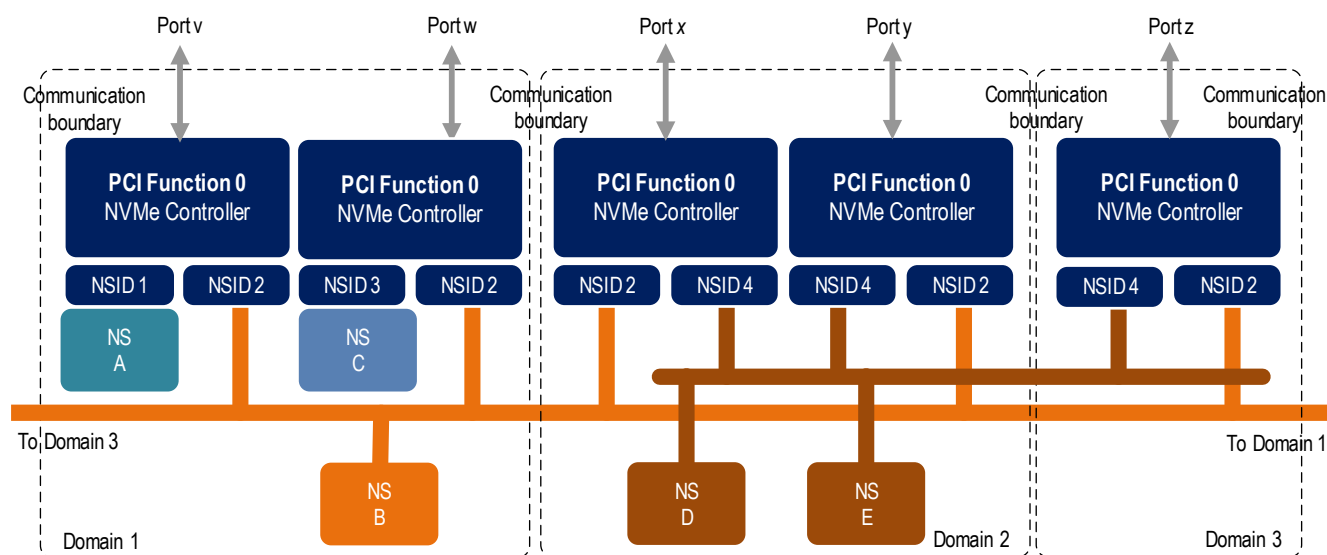 Port v
Port w
Port x
Port y
Port z
Communication
boundary
Communication
boundary
Communication
boundary
Communication
boundary
PCI Function 0
NVMe Controller
PCI Function 0
NVMe Controller
PCI Function 0
NVMe Controller
PCI Function 0
NVMe Controller
PCI Function 0
NVMe Controller
NSID 1
NSID 2
NSID 3
NSID 2
NSID 2
NSID 4
NSID 4
NSID 2
NSID 4
NSID 2
NS
A
NS
C
To Domain 3
To Domain 1
NS
B
NS
D
NS
E
Domain 1
Domain 2
Domain 3